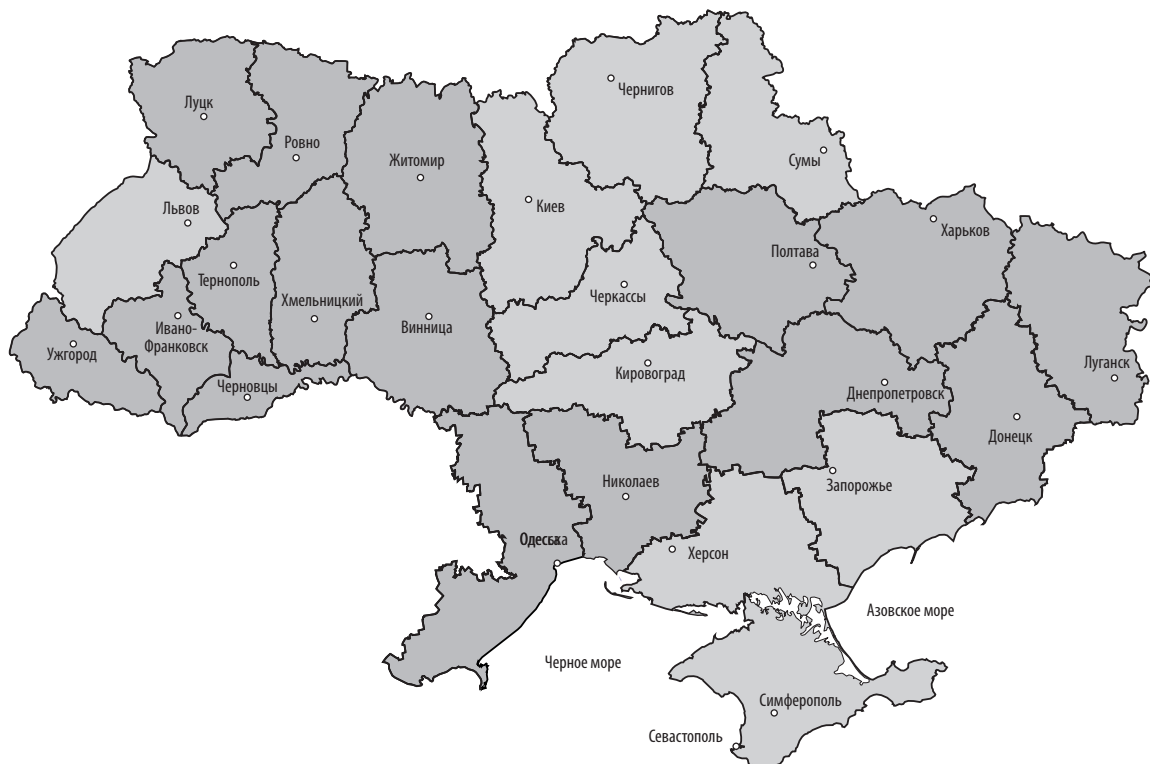 Чернигов
Луцк
Ровно
Сумы
Житомир
Львов
Киев
Харьков
Полтава
Тернополь
Черкассы
Хмельницкий
Винница
Ивано-
Франковск
Ужгород
Кировоград
Луганск
Черновцы
Днепропетровск
Донецк
Николаев
Запорожье
Херсон
Азовское море
Черное море
Симферополь
Севастополь